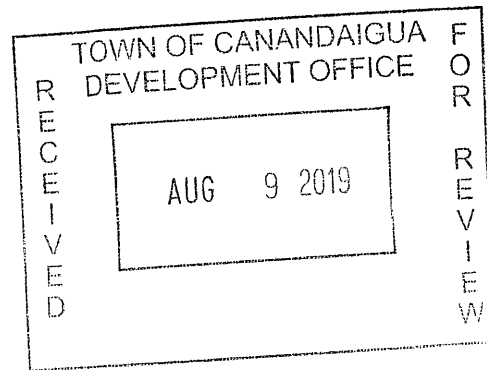 TOWN OF CANANDAIGUA
DEVELOPMENT OFFICE
RECEIVED
AUG 9 2019
FOR REVIEW